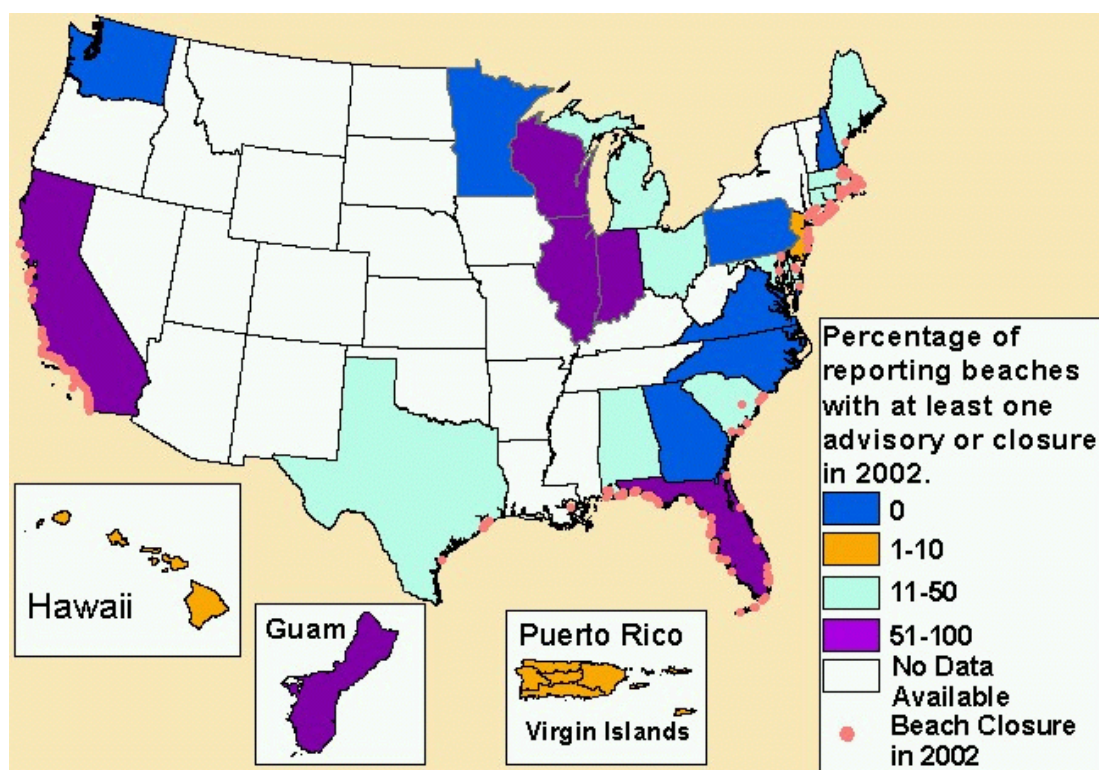 Percentage of
reporting beaches
with at least one
advisory or closure
in 2002.
0
1-10
11-50
51-100
No Data
Available
Beach Closure
in 2002
Hawaii
Guam
Puerto Rico
Virgin Islands